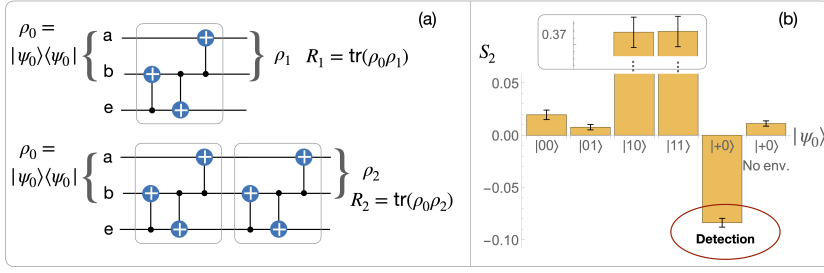 (a)
ρ₀ =
|ψ₀⟩⟨ψ₀|
a
b
e
ρ₁ R₁ = tr(ρ₀ρ₁)
ρ₀ =
|ψ₀⟩⟨ψ₀|
a
b
e
ρ₂
R₂ = tr(ρ₀ρ₂)
(b)
0.37
S₂
0.05
0.00
−0.05
−0.10
|00⟩ |01⟩ |10⟩ |11⟩ |+0⟩ |+0⟩ |ψ₀⟩
No env.
Detection